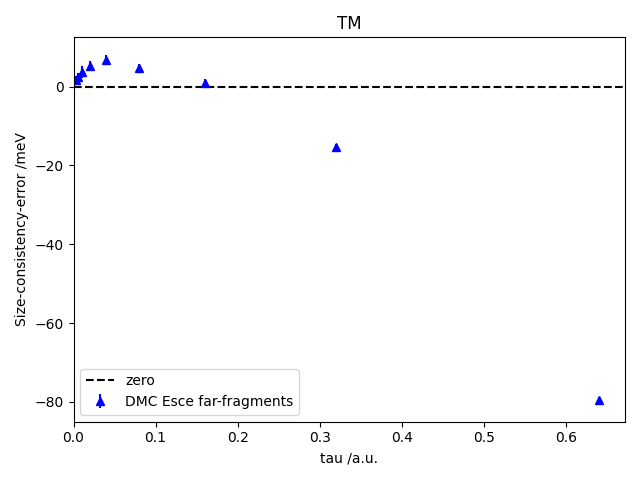 TM
Size-consistency-error /meV
0
−20
−40
−60
−80
zero
DMC Esce far-fragments
0.0 0.1 0.2 0.3 0.4 0.5 0.6
tau /a.u.